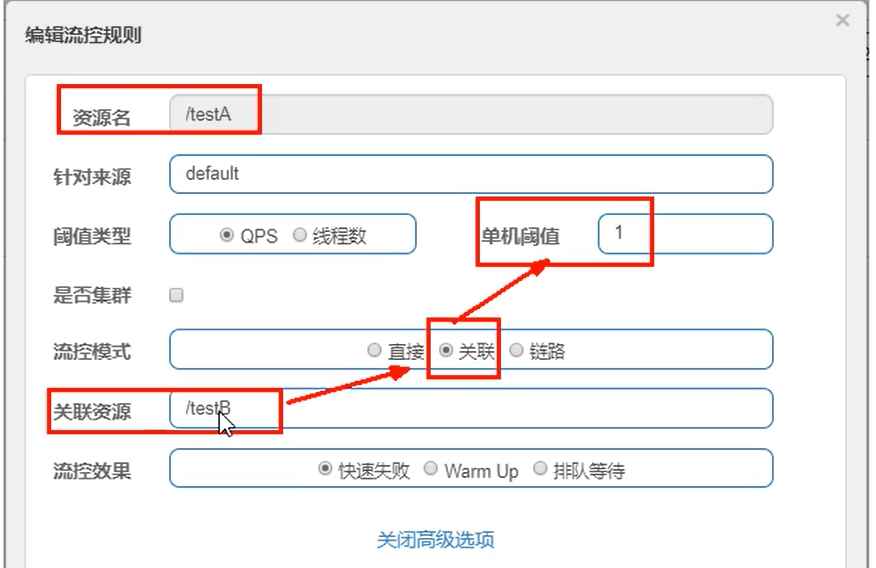 编辑流控规则 ×
资源名 /testA
针对来源 default
阈值类型 QPS 线程数 单机阈值 1
是否集群
流控模式 直接 关联 链路
关联资源 /testB
流控效果 快速失败 Warm Up 排队等待
关闭高级选项